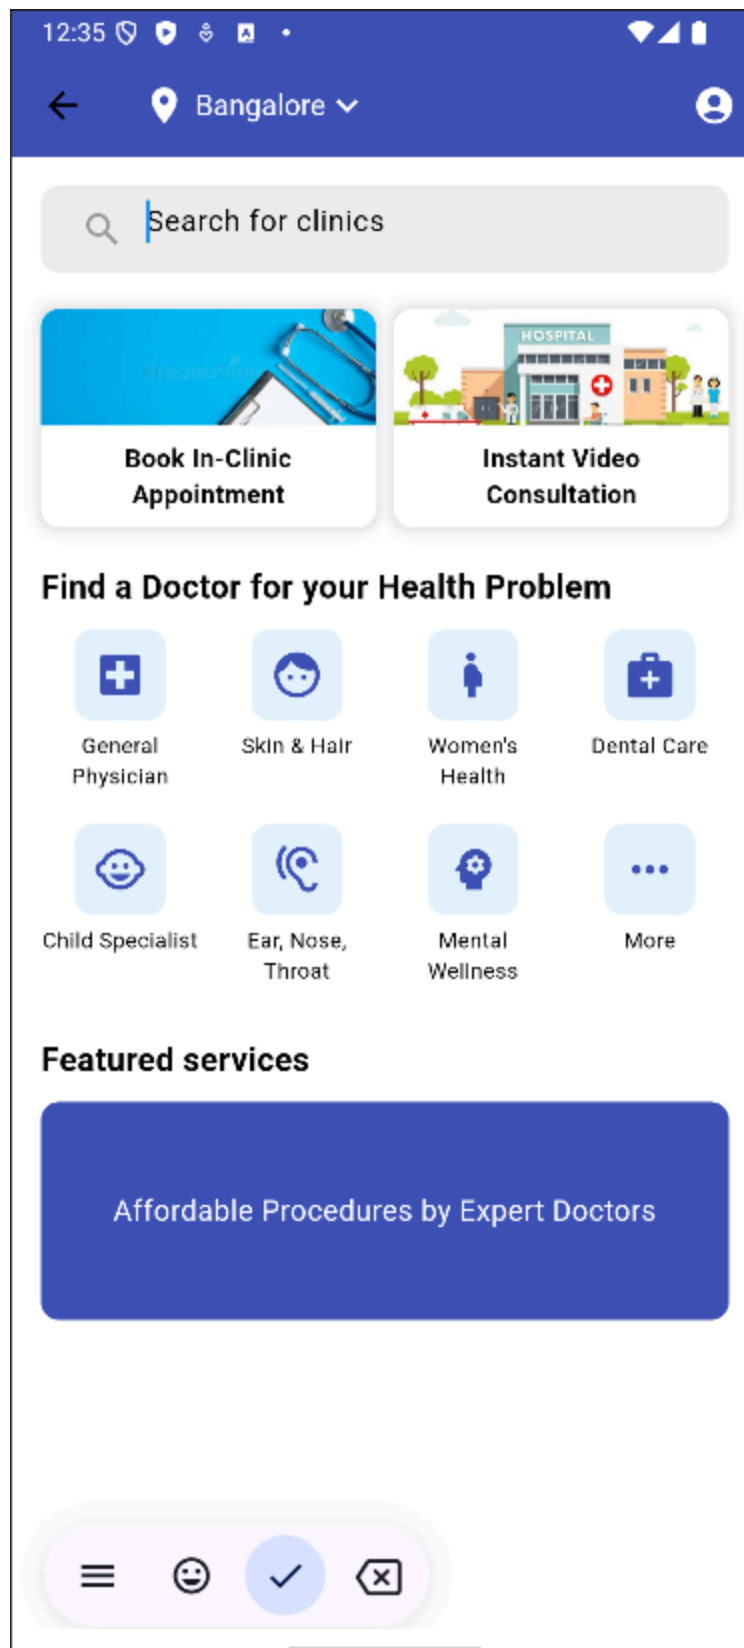 12:35
Bangalore
Search for clinics
HOSPITAL
Book In-Clinic
Appointment
Instant Video
Consultation
Find a Doctor for your Health Problem
General
Physician
Skin & Hair
Women's
Health
Dental Care
Child Specialist
Ear, Nose,
Throat
Mental
Wellness
More
Featured services
Affordable Procedures by Expert Doctors